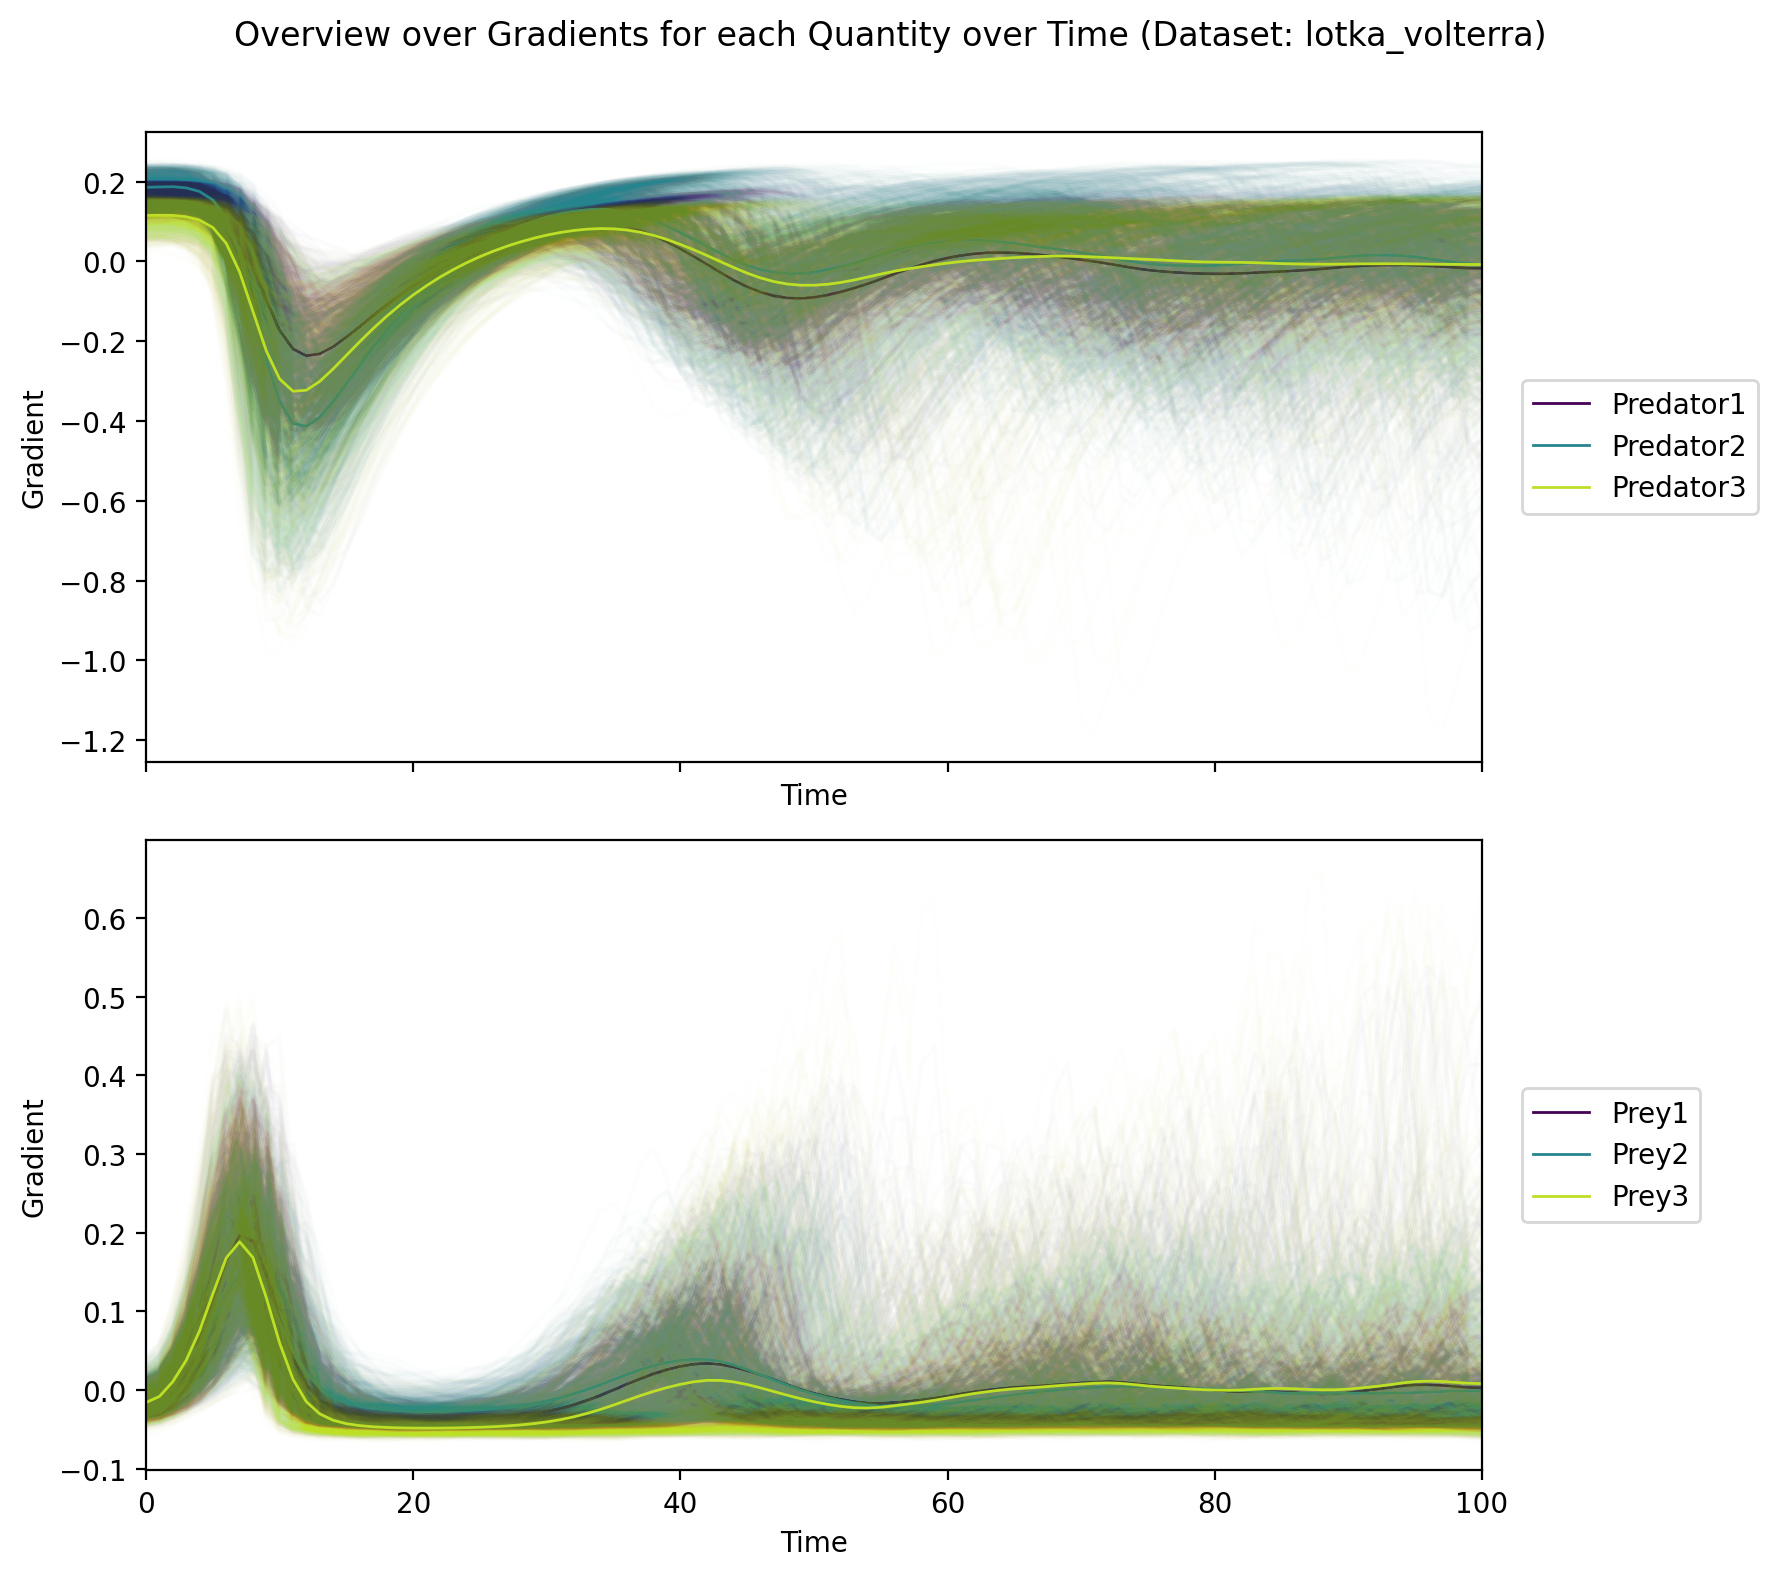 Overview over Gradients for each Quantity over Time (Dataset: lotka_volterra)
0.2
0.0
−0.2
−0.4
−0.6
−0.8
−1.0
−1.2
Gradient
Time
Predator1
Predator2
Predator3
0.6
0.5
0.4
0.3
0.2
0.1
0.0
−0.1
Gradient
0 20 40 60 80 100
Time
Prey1
Prey2
Prey3